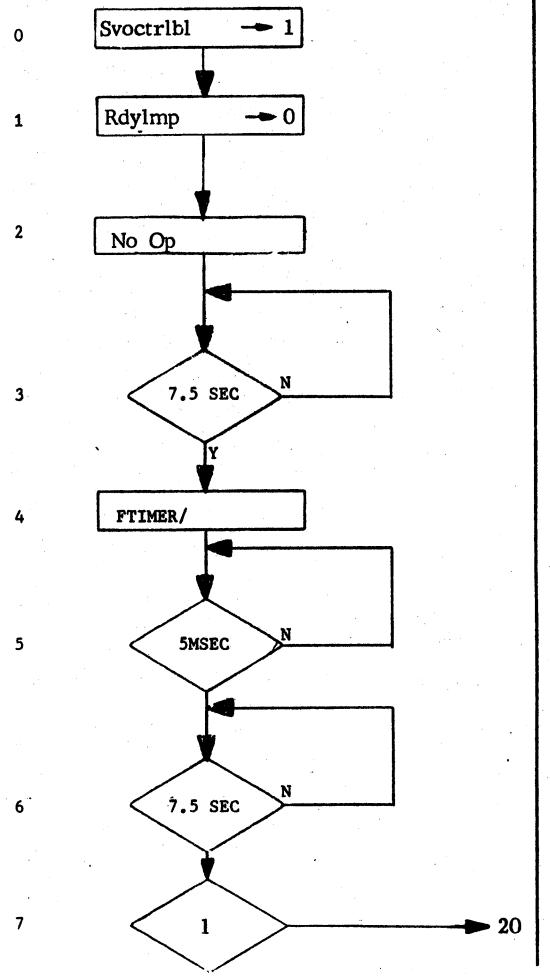 0 Svoctrlbl → 1
1 Rdylmp → 0
2 No Op
N
3 7.5 SEC
Y
4 FTIMER/
N
5 5MSEC
N
6 7.5 SEC
7 1 20